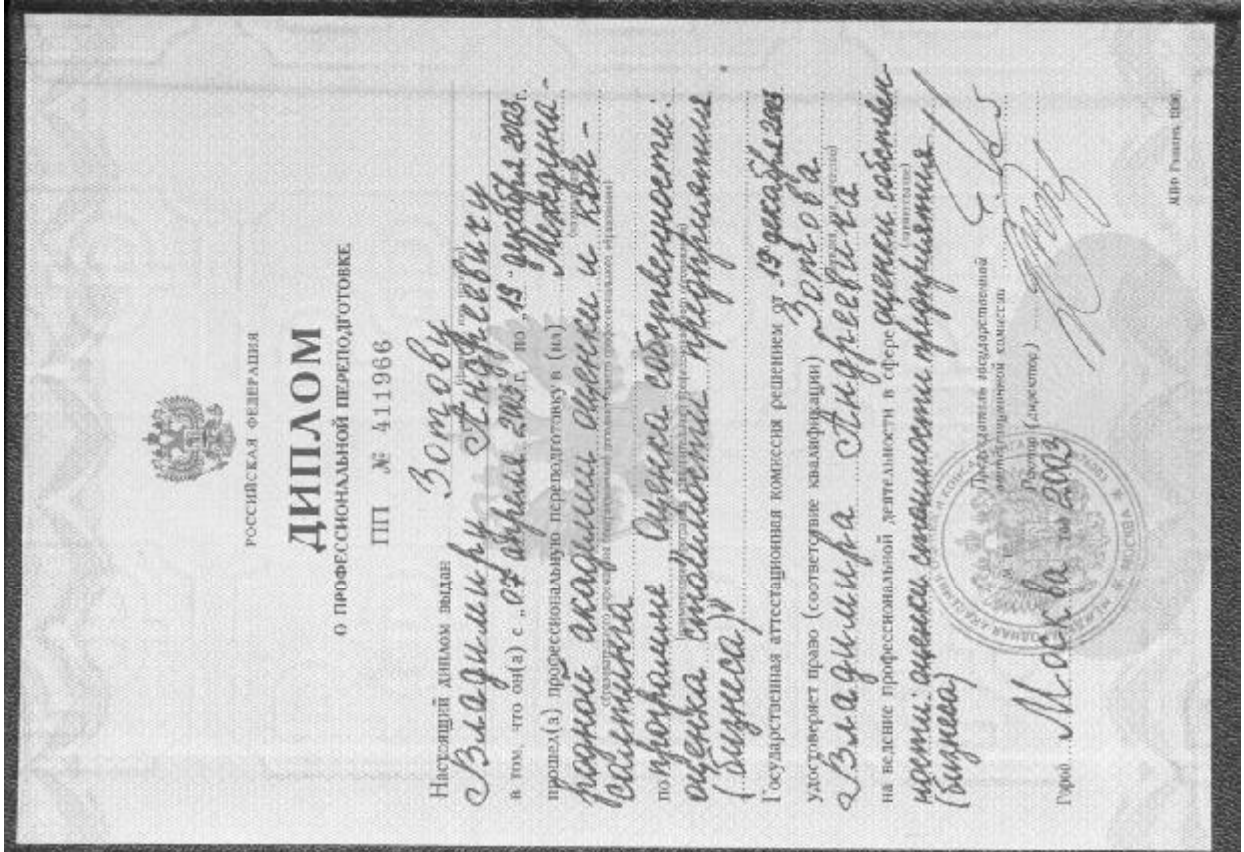 РОССИЙСКАЯ ФЕДЕРАЦИЯ
ДИПЛОМ
О ПРОФЕССИОНАЛЬНОЙ ПЕРЕПОДГОТОВКЕ
ПП № 411966
Настоящий диплом выдан Зотову
Владимиру Андреевичу
в том, что он(а) с „07 апреля 2003 г. по „19" декабря 2003 г.
прошел(а) профессиональную переподготовку в (на) Междуна-
родной академии оценки и кон-
салтинга
по программе Оценка собственности:
оценка стоимости предприятия
(бизнеса)
Государственная аттестационная комиссия решением от „19 декабря 2003
удостоверяет право (соответствие квалификации) Зотова
Владимира Андреевича
на ведение профессиональной деятельности в сфере оценки собствен-
ности: оценки стоимости предприятия
(бизнеса)
Председатель государственной
аттестационной комиссии
Ректор (директор)
Город Москва 2003